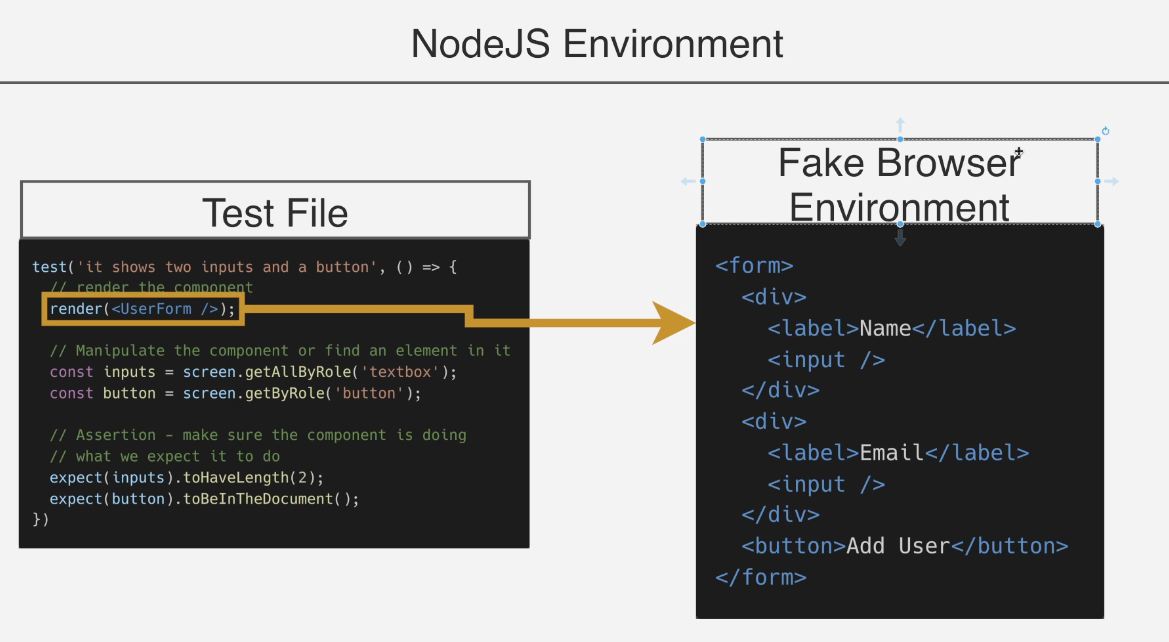 NodeJS Environment
Test File
test('it shows two inputs and a button', () => {
  // render the component
  render(<UserForm />);

  // Manipulate the component or find an element in it
  const inputs = screen.getAllByRole('textbox');
  const button = screen.getByRole('button');

  // Assertion - make sure the component is doing
  // what we expect it to do
  expect(inputs).toHaveLength(2);
  expect(button).toBeInTheDocument();
})
Fake Browser
Environment
<form>
  <div>
    <label>Name</label>
    <input />
  </div>
  <div>
    <label>Email</label>
    <input />
  </div>
  <button>Add User</button>
</form>